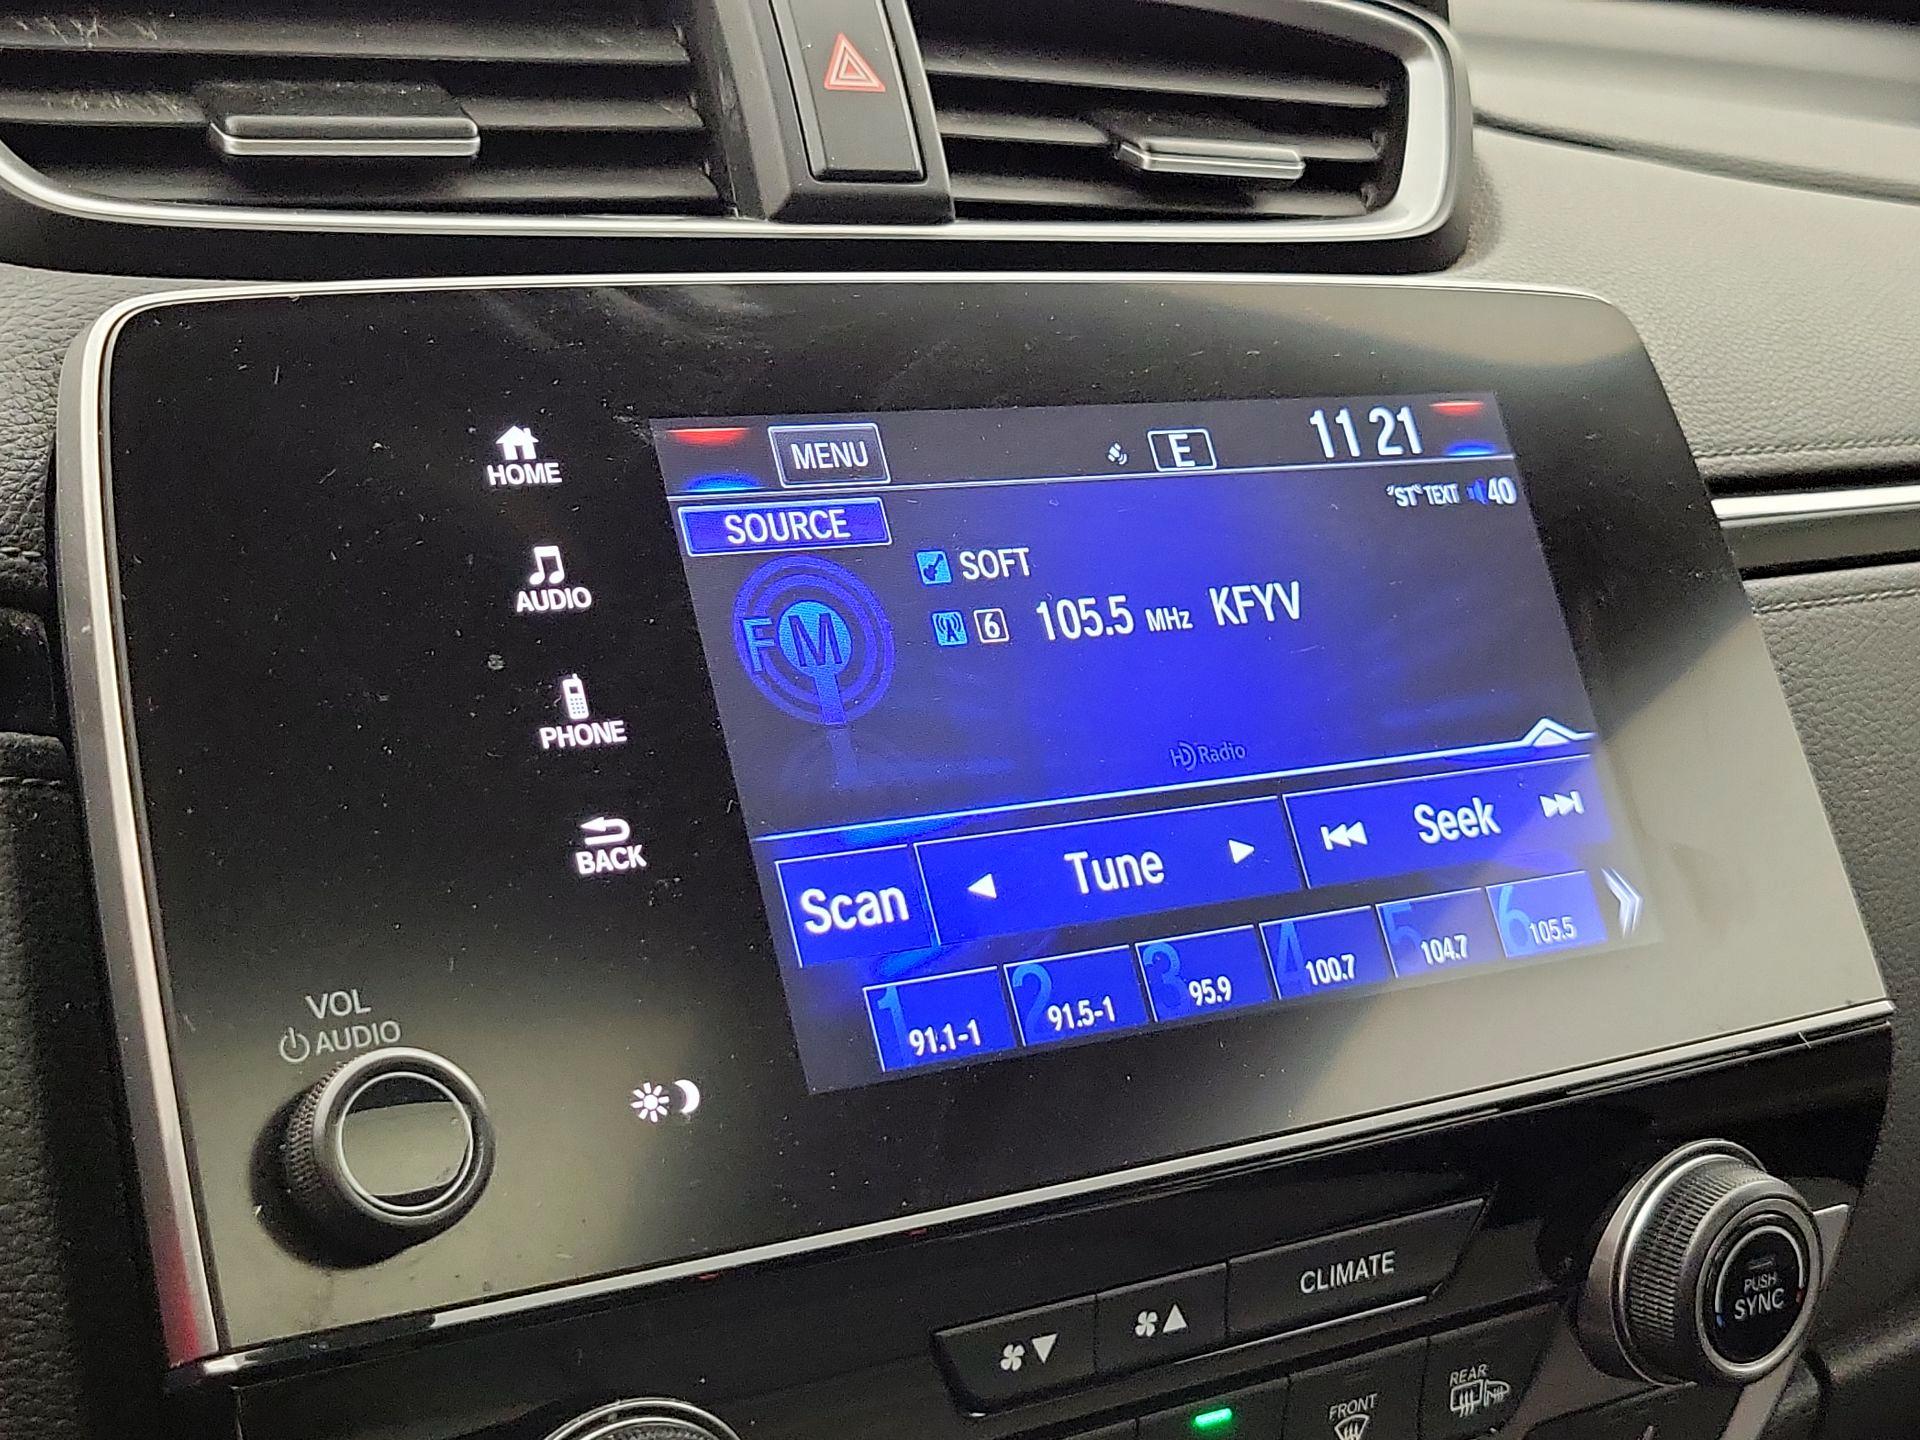 HOME
AUDIO
PHONE
BACK
VOL
AUDIO
MENU
E
11 21
SOURCE
"ST" TEXT 40
SOFT
FM
6 105.5 MHz KFYV
HD Radio
Scan
Tune
Seek
1 91.1-1
2 91.5-1
3 95.9
4 100.7
5 104.7
6 105.5
CLIMATE
PUSH
SYNC
FRONT
REAR